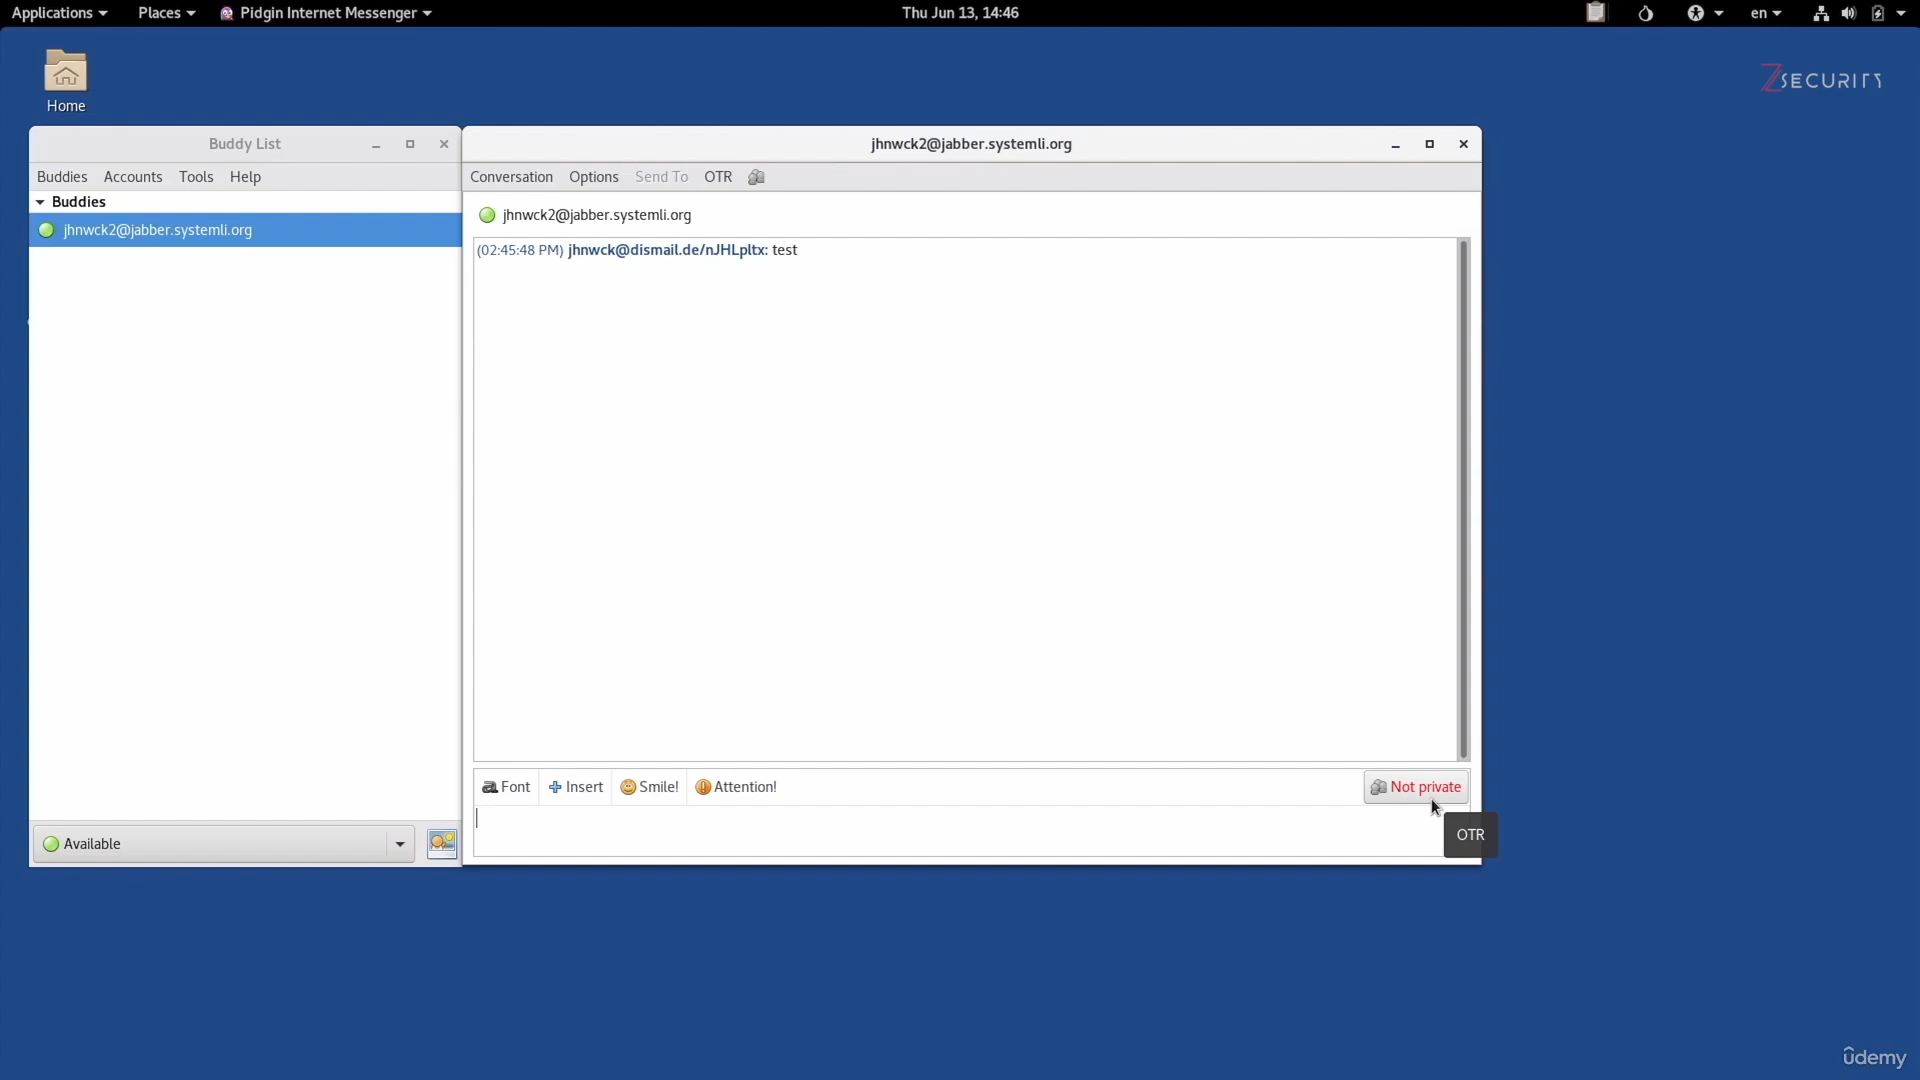 Applications Places Pidgin Internet Messenger Thu Jun 13, 14:46 en
Home
ZSECURITY
Buddy List
jhnwck2@jabber.systemli.org
Buddies Accounts Tools Help
Conversation Options Send To OTR
Buddies
jhnwck2@jabber.systemli.org
jhnwck2@jabber.systemli.org
(02:45:48 PM) jhnwck@dismail.de/nJHLpltx: test
Font Insert Smile! Attention! Not private
OTR
Available
ûdemy